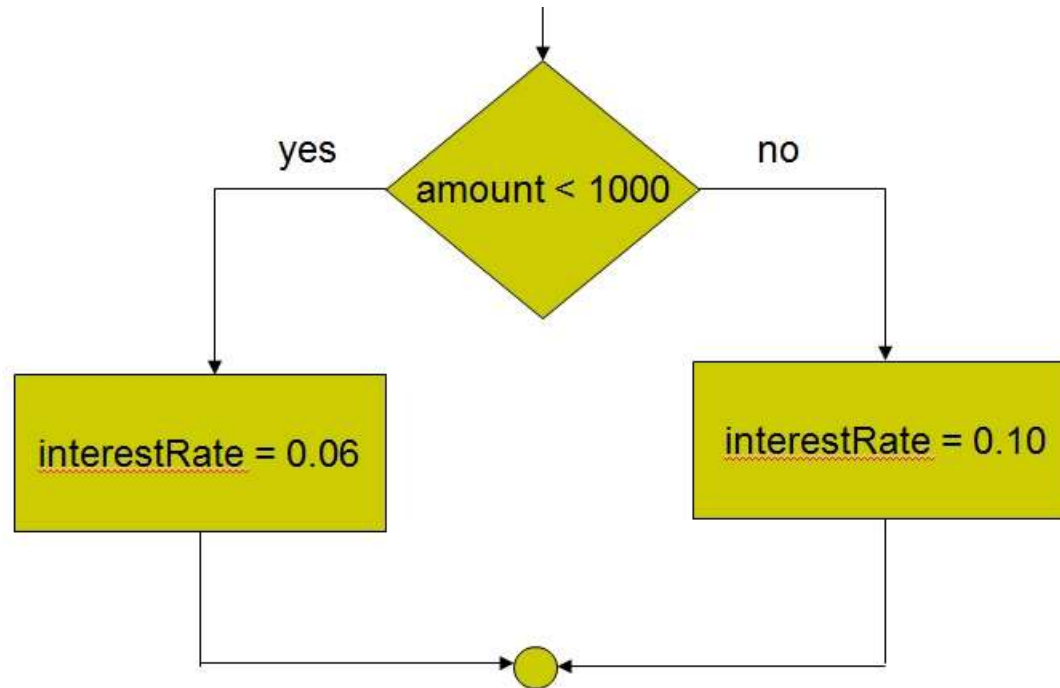 yes
no
amount < 1000
interestRate = 0.06
interestRate = 0.10